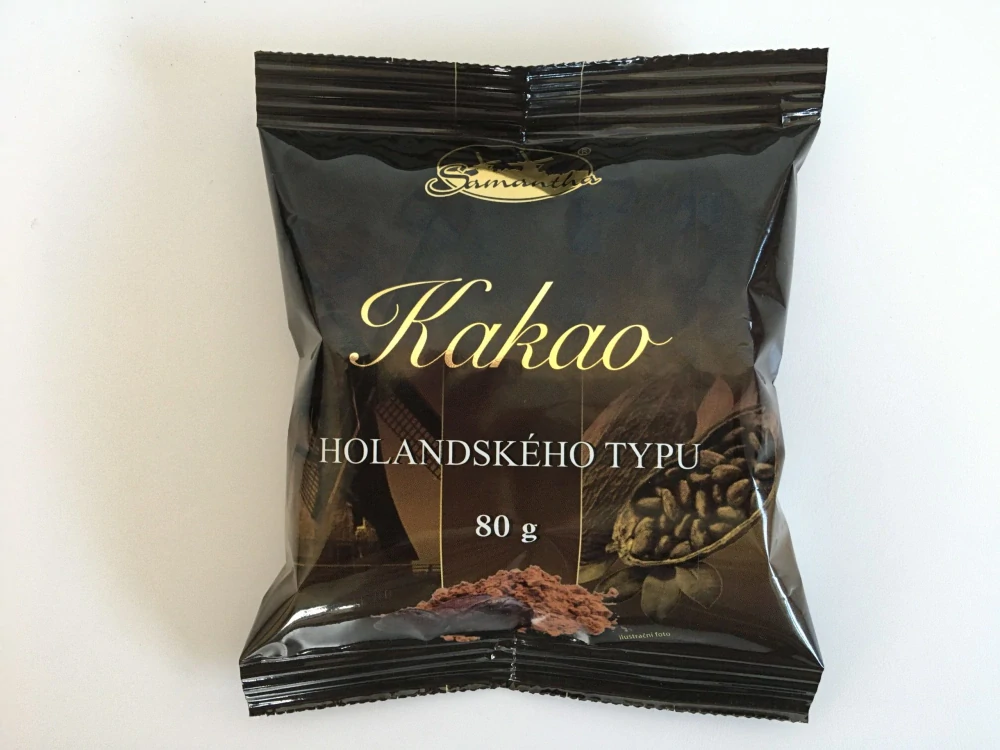 Samantha®
Kakao
HOLANDSKÉHO TYPU
80 g
ilustrační foto